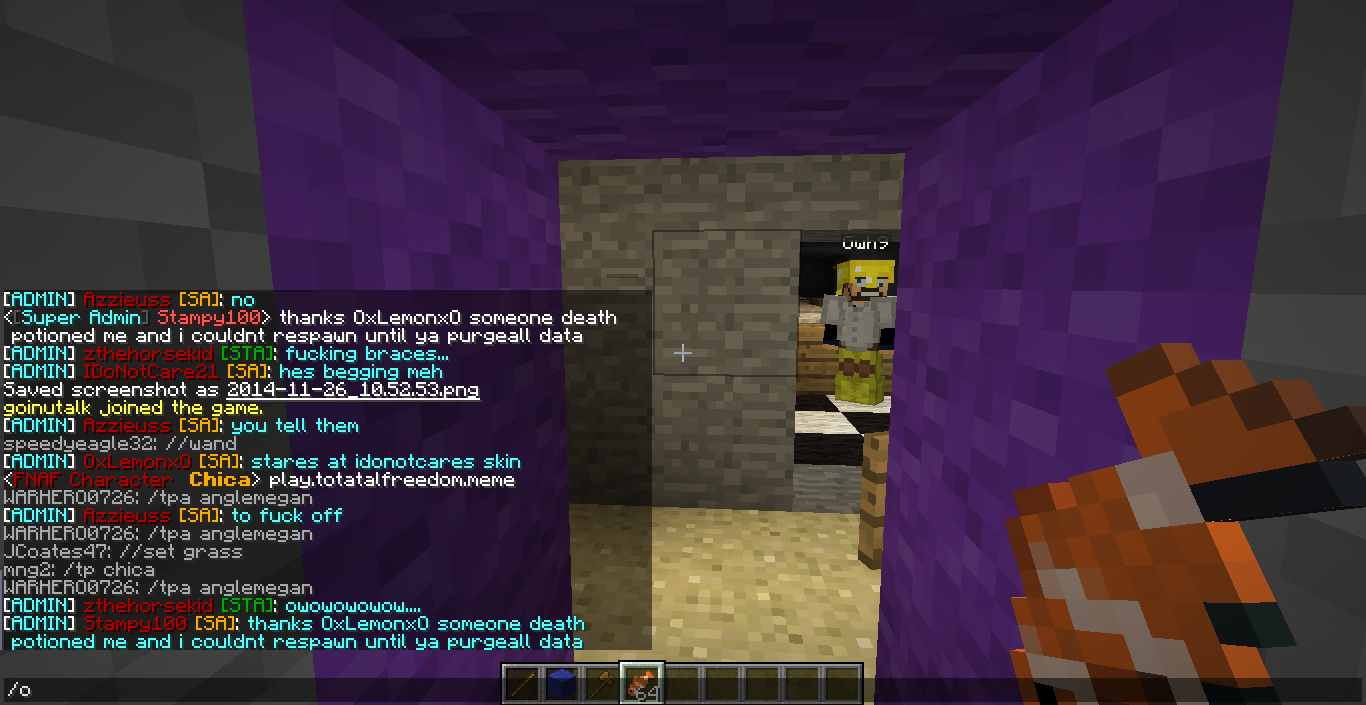 Own9
[ADMIN] Azzieuss [SA]: no
<[Super Admin] Stampy100> thanks OxLemonxO someone death
potioned me and i couldnt respawn until ya purgeall data
[ADMIN] zthehorsekid [STA]: fucking braces...
[ADMIN] IDoNotCare21 [SA]: hes begging meh
Saved screenshot as 2014-11-26_10.52.53.png
goinutalk joined the game.
[ADMIN] Azzieuss [SA]: you tell them
speedyeagle32: //wand
[ADMIN] OxLemonxO [SA]: stares at idonotcares skin
<FNAF Character Chica> play.totatalfreedom.meme
WARHERO0726: /tpa anglemegan
[ADMIN] Azzieuss [SA]: to fuck off
WARHERO0726: /tpa anglemegan
JCoates47: //set grass
mng2: /tp chica
WARHERO0726: /tpa anglemegan
[ADMIN] zthehorsekid [STA]: owowowowow....
[ADMIN] Stampy100 [SA]: thanks OxLemonxO someone death
potioned me and i couldnt respawn until ya purgeall data
64
/o